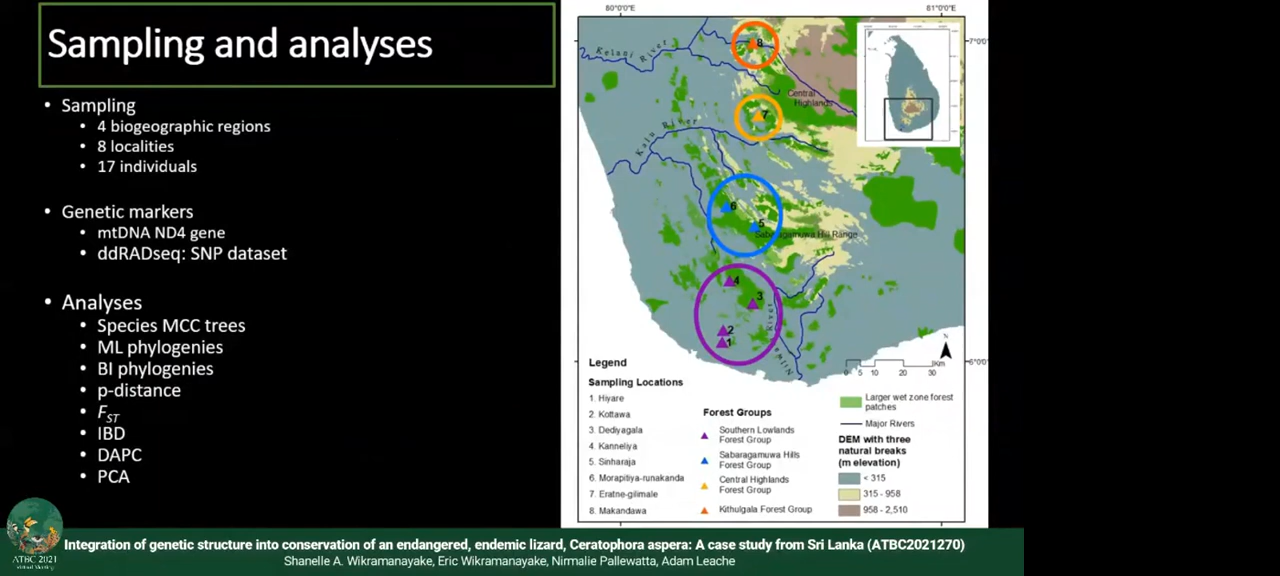 Sampling and analyses
• Sampling
• 4 biogeographic regions
• 8 localities
• 17 individuals
• Genetic markers
• mtDNA ND4 gene
• ddRADseq: SNP dataset
• Analyses
• Species MCC trees
• ML phylogenies
• BI phylogenies
• p-distance
• FST
• IBD
• DAPC
• PCA
80°0'0"E
81°0'0"E
7°0'0"
6°0'0"
Kelani River
8
Central
Highlands
7
Kalu River
6
5
Sabaragamuwa Hill Range
4
3
2
1
River
N
Km
0 5 10 20 30
Legend
Sampling Locations
1. Hiyare
2. Kottawa
3. Dediyagala
4. Kanneliya
5. Sinharaja
6. Morapitiya-runakanda
7. Eratne-gilimale
8. Makandawa
Forest Groups
Southern Lowlands
Forest Group
Sabaragamuwa Hills
Forest Group
Central Highlands
Forest Group
Kithulgala Forest Group
Larger wet zone forest
patches
Major Rivers
DEM with three
natural breaks
(m elevation)
< 315
315 - 958
958 - 2,510
ATBC 2021
Virtual Meeting
Integration of genetic structure into conservation of an endangered, endemic lizard, Ceratophora aspera: A case study from Sri Lanka (ATBC2021270)
Shanelle A. Wikramanayake, Eric Wikramanayake, Nirmalie Pallewatta, Adam Leache